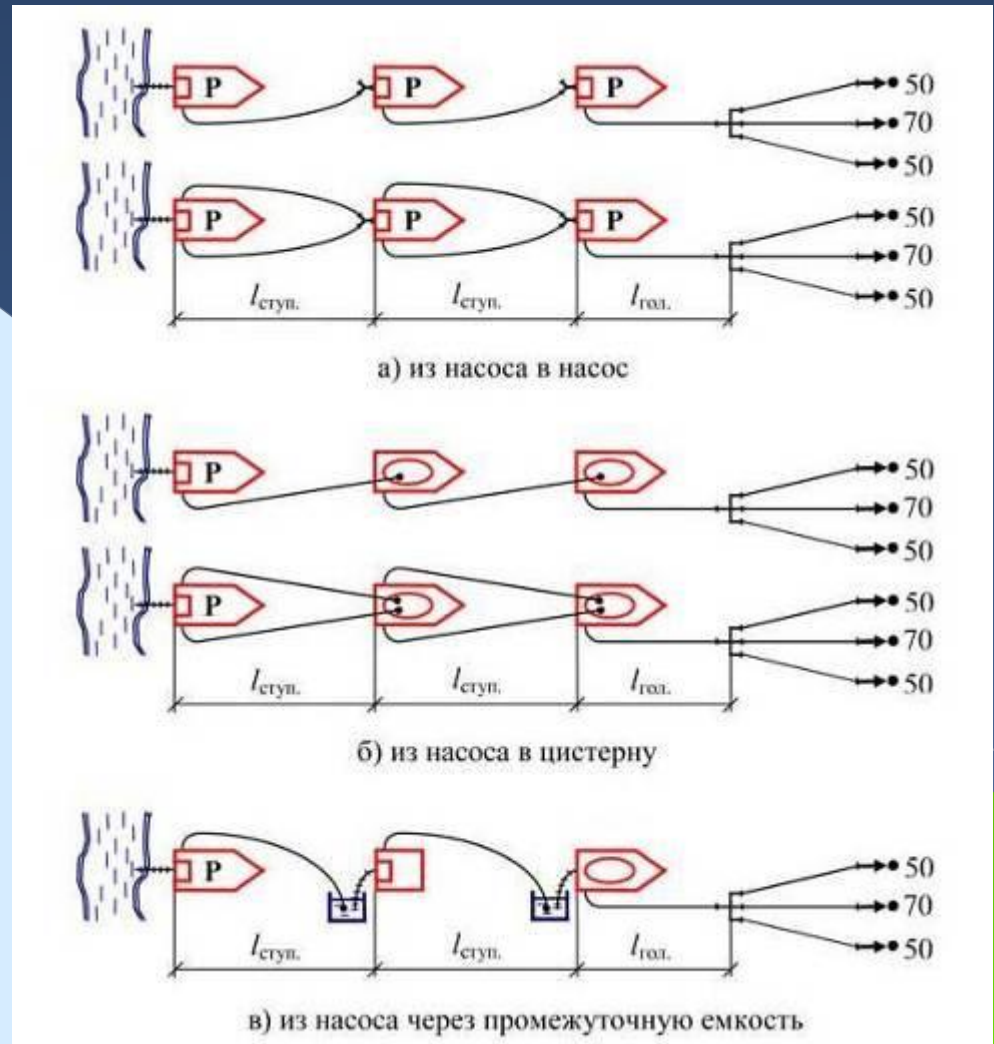 50
P P P 70
50
50
P P P 70
50
lступ. lступ. lгол.
а) из насоса в насос
50
P 70
50
50
P 70
50
lступ. lступ. lгол.
б) из насоса в цистерну
50
P 70
50
lступ. lступ. lгол.
в) из насоса через промежуточную емкость